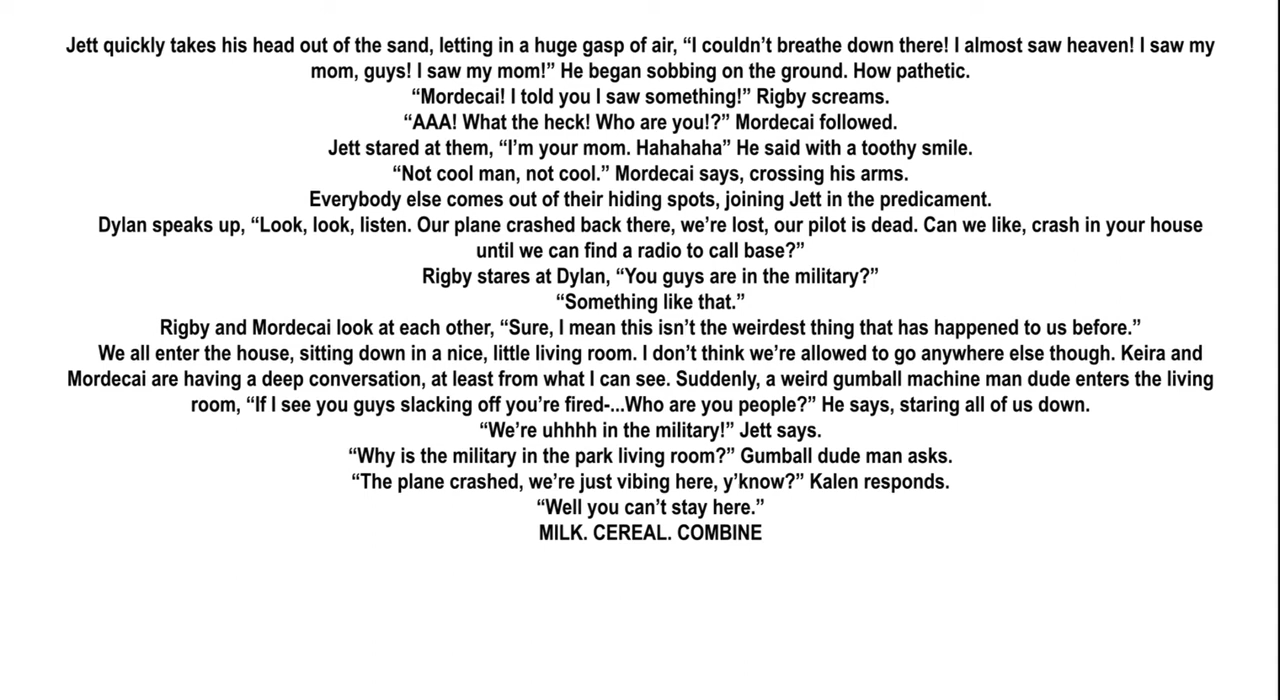 Jett quickly takes his head out of the sand, letting in a huge gasp of air, “I couldn’t breathe down there! I almost saw heaven! I saw my
mom, guys! I saw my mom!” He began sobbing on the ground. How pathetic.
“Mordecai! I told you I saw something!” Rigby screams.
“AAA! What the heck! Who are you!?” Mordecai followed.
Jett stared at them, “I’m your mom. Hahahaha” He said with a toothy smile.
“Not cool man, not cool.” Mordecai says, crossing his arms.
Everybody else comes out of their hiding spots, joining Jett in the predicament.
Dylan speaks up, “Look, look, listen. Our plane crashed back there, we’re lost, our pilot is dead. Can we like, crash in your house
until we can find a radio to call base?”
Rigby stares at Dylan, “You guys are in the military?”
“Something like that.”
Rigby and Mordecai look at each other, “Sure, I mean this isn’t the weirdest thing that has happened to us before.”
We all enter the house, sitting down in a nice, little living room. I don’t think we’re allowed to go anywhere else though. Keira and
Mordecai are having a deep conversation, at least from what I can see. Suddenly, a weird gumball machine man dude enters the living
room, “If I see you guys slacking off you’re fired-...Who are you people?” He says, staring all of us down.
“We’re uhhhh in the military!” Jett says.
“Why is the military in the park living room?” Gumball dude man asks.
“The plane crashed, we’re just vibing here, y’know?” Kalen responds.
“Well you can’t stay here.”
MILK. CEREAL. COMBINE